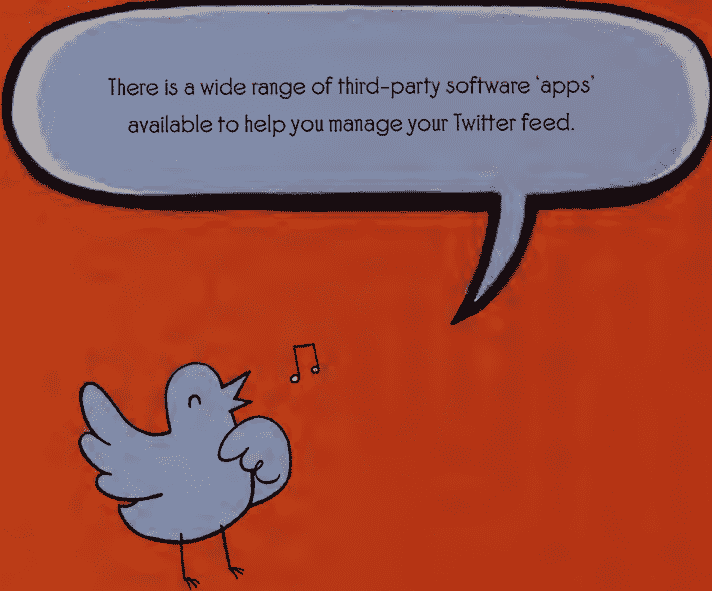 There is a wide range of third-party software ‘apps’
available to help you manage your Twitter feed.